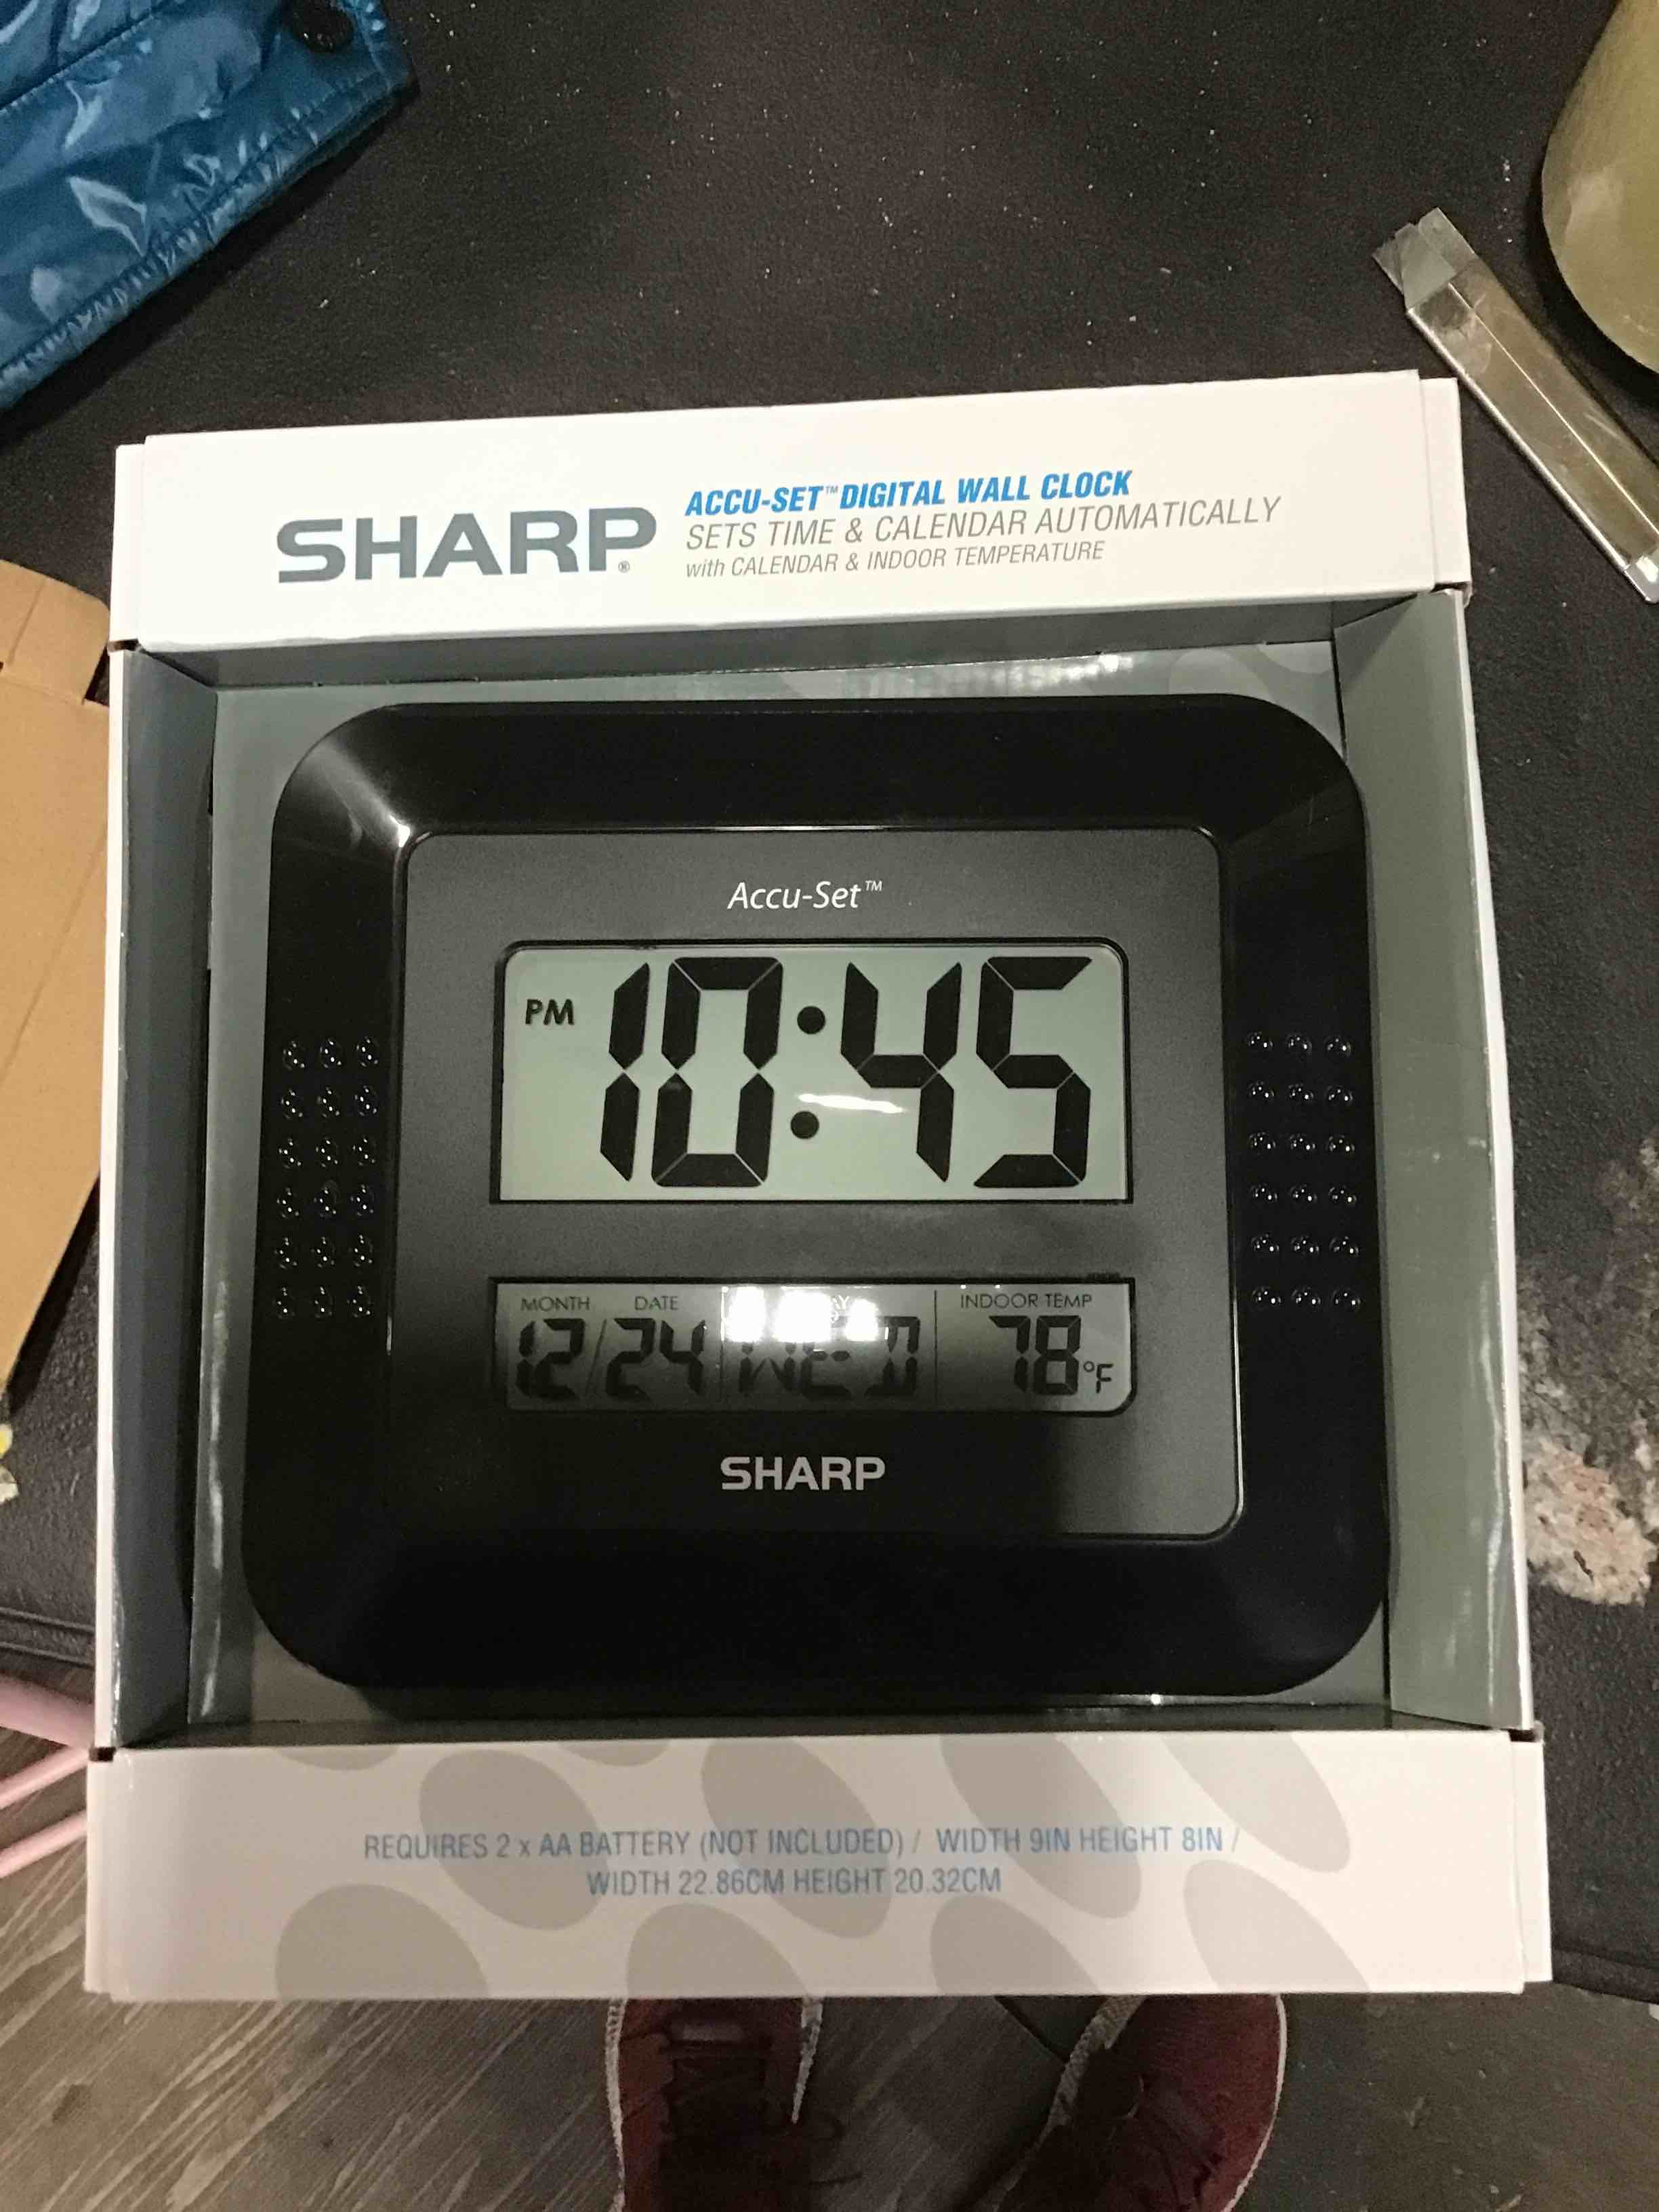 SHARP®
ACCU-SET™ DIGITAL WALL CLOCK
SETS TIME & CALENDAR AUTOMATICALLY
with CALENDAR & INDOOR TEMPERATURE
Accu-Set™
PM 10:45
MONTH DATE INDOOR TEMP
12/24 WED 78°F
SHARP
REQUIRES 2 x AA BATTERY (NOT INCLUDED) / WIDTH 9IN HEIGHT 8IN /
WIDTH 22.86CM HEIGHT 20.32CM